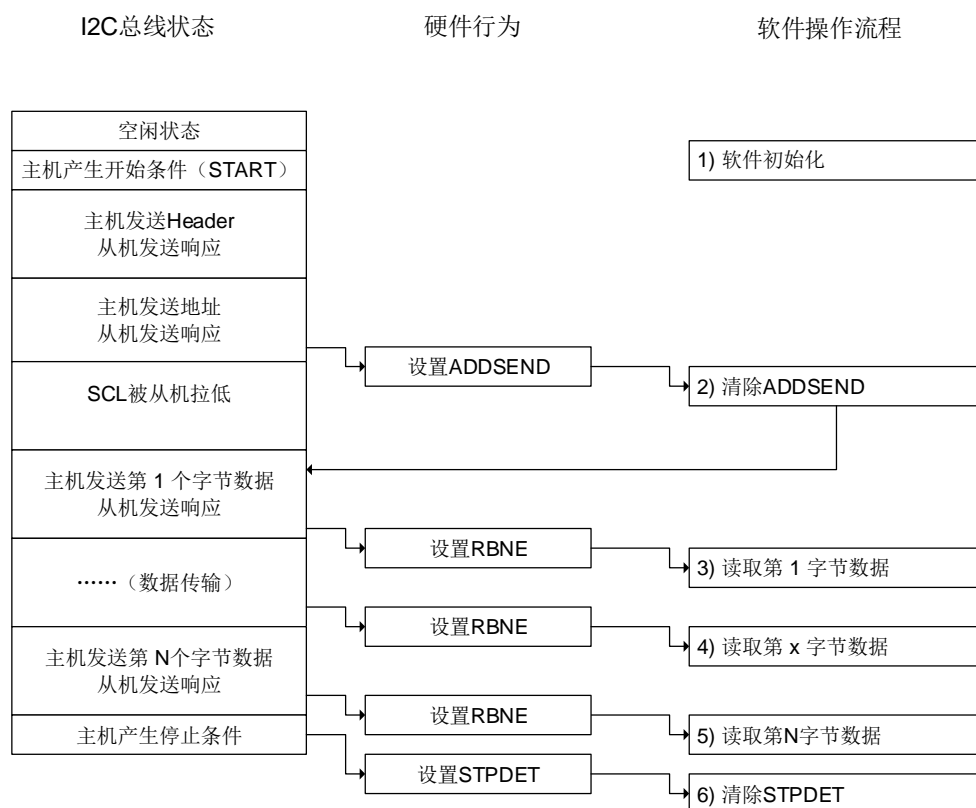 I2C总线状态
硬件行为
软件操作流程
空闲状态
主机产生开始条件（START）
1) 软件初始化
主机发送Header
从机发送响应
主机发送地址
从机发送响应
设置ADDSEND
SCL被从机拉低
2) 清除ADDSEND
主机发送第 1 个字节数据
从机发送响应
设置RBNE
3) 读取第 1 字节数据
……（数据传输）
设置RBNE
4) 读取第 x 字节数据
主机发送第 N个字节数据
从机发送响应
设置RBNE
5) 读取第N字节数据
主机产生停止条件
设置STPDET
6) 清除STPDET